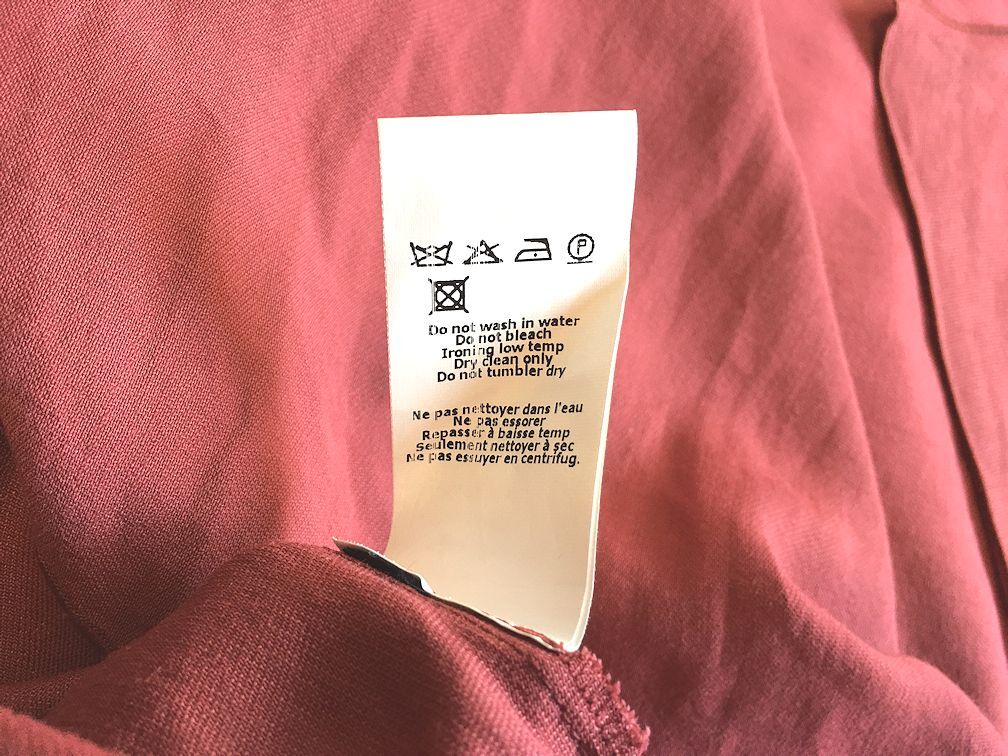 P
Do not wash in water
Do not bleach
Ironing low temp
Dry clean only
Do not tumbler dry
Ne pas nettoyer dans l'eau
Ne pas essorer
Repasser à baisse temp
Seulement nettoyer à sec
Ne pas essuyer en centrifug.